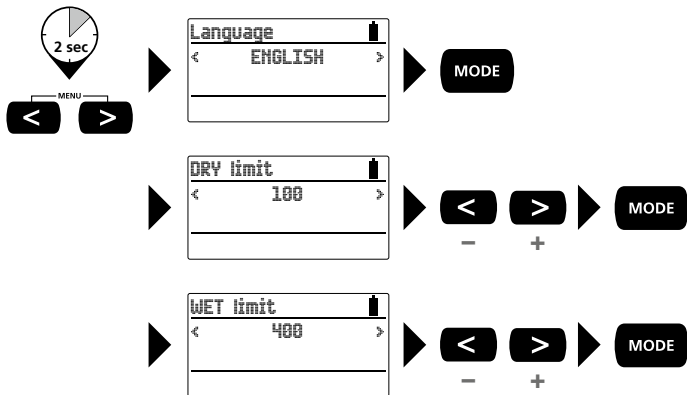 2 sec
MENU
< >
Language
< ENGLISH >
MODE
DRY limit
< 100 >
< >
- +
MODE
WET limit
< 400 >
< >
- +
MODE